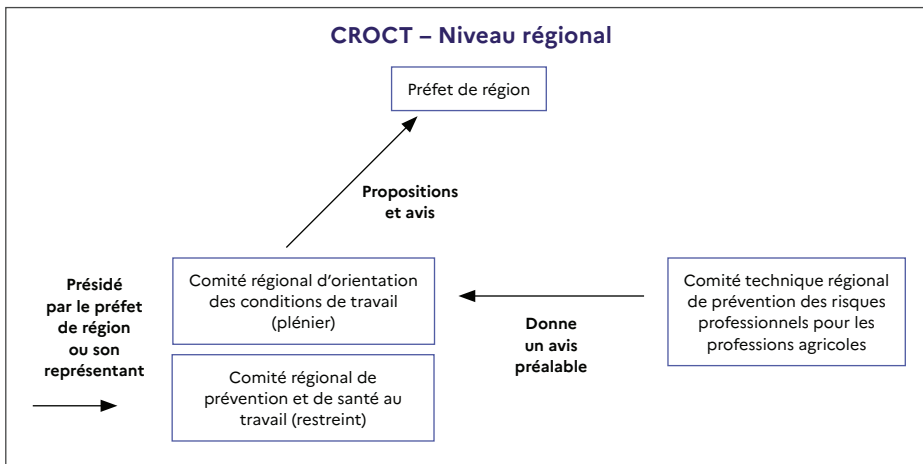 CROCT – Niveau régional
Préfet de région
Propositions
et avis
Présidé
par le préfet
de région
ou son
représentant
Comité régional d'orientation
des conditions de travail
(plénier)
Comité régional de
prévention et de santé au
travail (restreint)
Donne
un avis
préalable
Comité technique régional
de prévention des risques
professionnels pour les
professions agricoles